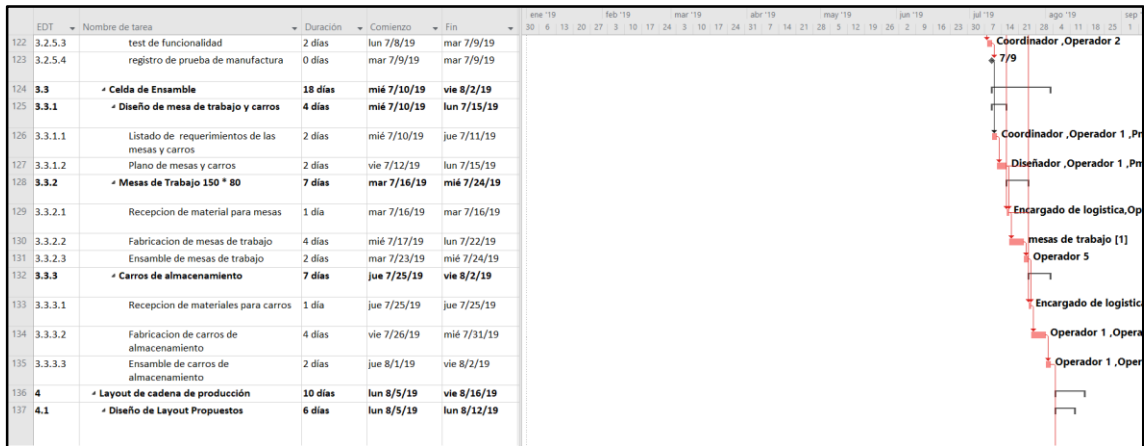 ene '19 feb '19 mar '19 abr '19 may '19 jun '19 jul '19 ago '19 sep
EDT Nombre de tarea Duración Comienzo Fin 30 6 13 20 27 3 10 17 24 3 10 17 24 31 7 14 21 28 5 12 19 26 2 9 16 23 30 7 14 21 28 4 11 18 25 1
122 3.2.5.3 test de funcionalidad 2 días lun 7/8/19 mar 7/9/19 Coordinador ,Operador 2
123 3.2.5.4 registro de prueba de manufactura 0 días mar 7/9/19 mar 7/9/19 7/9
124 3.3 Celda de Ensamble 18 días mié 7/10/19 vie 8/2/19
125 3.3.1 Diseño de mesa de trabajo y carros 4 días mié 7/10/19 lun 7/15/19
126 3.3.1.1 Listado de requerimientos de las 2 días mié 7/10/19 jue 7/11/19 Coordinador ,Operador 1 ,Pr
mesas y carros
127 3.3.1.2 Plano de mesas y carros 2 días vie 7/12/19 lun 7/15/19 Diseñador ,Operador 1 ,Pm
128 3.3.2 Mesas de Trabajo 150 * 80 7 días mar 7/16/19 mié 7/24/19
129 3.3.2.1 Recepcion de material para mesas 1 día mar 7/16/19 mar 7/16/19 Encargado de logistica,Op
130 3.3.2.2 Fabricacion de mesas de trabajo 4 días mié 7/17/19 lun 7/22/19 mesas de trabajo [1]
131 3.3.2.3 Ensamble de mesas de trabajo 2 días mar 7/23/19 mié 7/24/19 Operador 5
132 3.3.3 Carros de almacenamiento 7 días jue 7/25/19 vie 8/2/19
133 3.3.3.1 Recepcion de materiales para carros 1 día jue 7/25/19 jue 7/25/19 Encargado de logistic
134 3.3.3.2 Fabricacion de carros de 4 días vie 7/26/19 mié 7/31/19 Operador 1 ,Opera
almacenamiento
135 3.3.3.3 Ensamble de carros de 2 días jue 8/1/19 vie 8/2/19 Operador 1 ,Oper
almacenamiento
136 4 Layout de cadena de producción 10 días lun 8/5/19 vie 8/16/19
137 4.1 Diseño de Layout Propuestos 6 días lun 8/5/19 lun 8/12/19